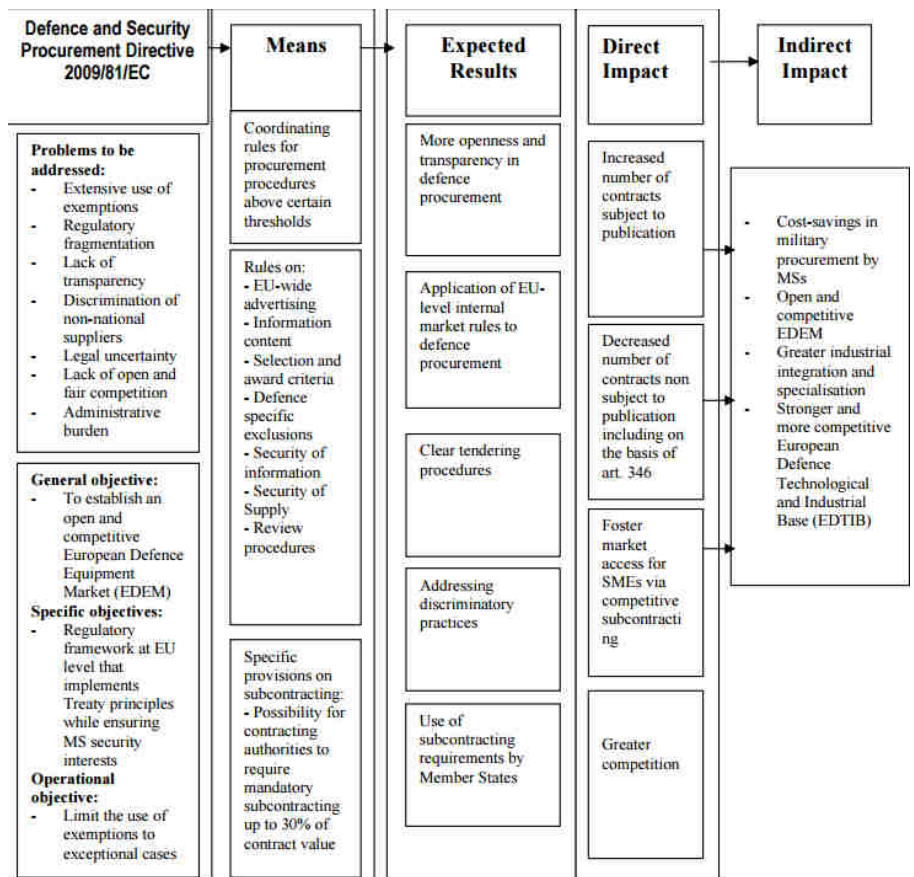 Defence and Security
Procurement Directive
2009/81/EC
Problems to be
addressed:
- Extensive use of
exemptions
- Regulatory
fragmentation
- Lack of
transparency
- Discrimination of
non-national
suppliers
- Legal uncertainty
- Lack of open and
fair competition
- Administrative
burden
General objective:
- To establish an
open and
competitive
European Defence
Equipment
Market (EDEM)
Specific objectives:
- Regulatory
framework at EU
level that
implements
Treaty principles
while ensuring
MS security
interests
Operational
objective:
- Limit the use of
exemptions to
exceptional cases
Means
Coordinating
rules for
procurement
procedures
above certain
thresholds
Rules on:
- EU-wide
advertising
- Information
content
- Selection and
award criteria
- Defence
specific
exclusions
- Security of
information
- Security of
Supply
- Review
procedures
Specific
provisions on
subcontracting:
- Possibility for
contracting
authorities to
require
mandatory
subcontracting
up to 30% of
contract value
Expected
Results
More openness and
transparency in
defence
procurement
Application of EU-
level internal
market rules to
defence
procurement
Clear tendering
procedures
Addressing
discriminatory
practices
Use of
subcontracting
requirements by
Member States
Direct
Impact
Increased
number of
contracts
subject to
publication
Decreased
number of
contracts non
subject to
publication
including on
the basis of
art. 346
Foster
market
access for
SMEs via
competitive
subcontracti
ng
Greater
competition
Indirect
Impact
- Cost-savings in
military
procurement by
MSs
- Open and
competitive
EDEM
- Greater industrial
integration and
specialisation
- Stronger and
more competitive
European
Defence
Technological
and Industrial
Base (EDTIB)